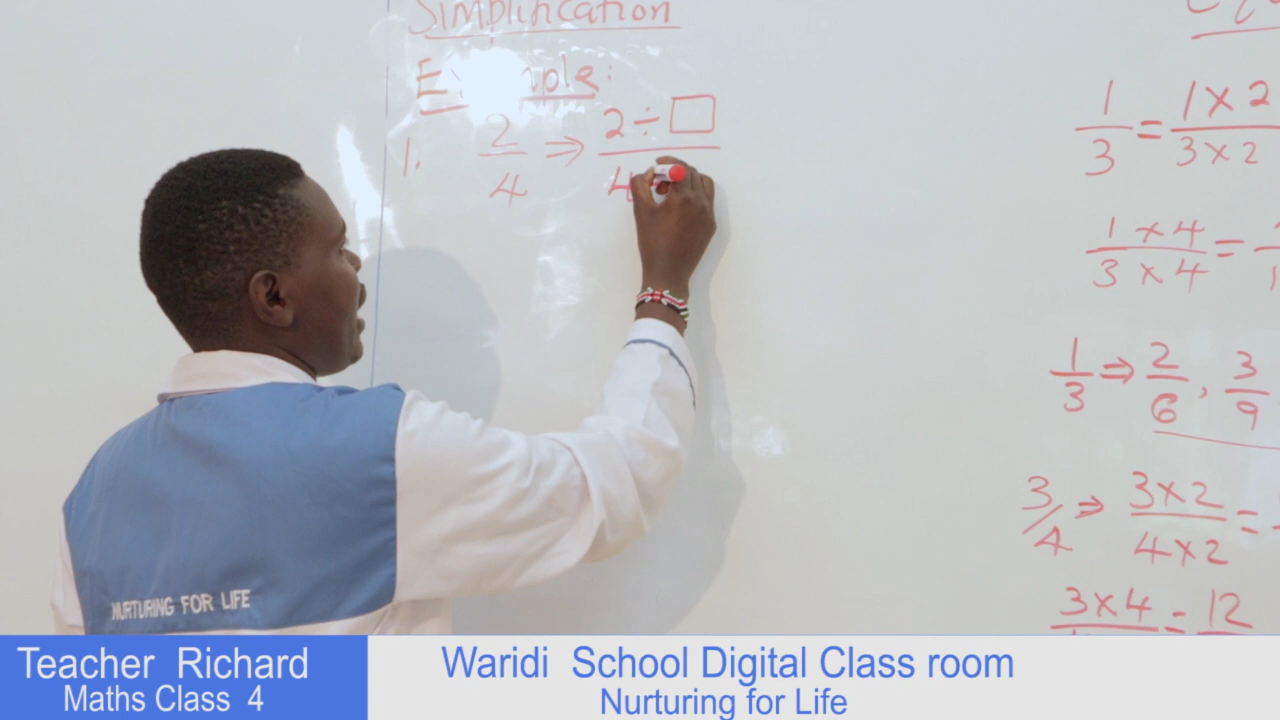 Simplification
Example:
1. 2/4 ⇒ 2÷□/4
1/3 = 1×2/3×2
1×4/3×4 =
1/3 ⇒ 2/6, 3/9
3/4 ⇒ 3×2/4×2 =
3×4 = 12
NURTURING FOR LIFE
Teacher Richard
Maths Class 4
Waridi School Digital Class room
Nurturing for Life